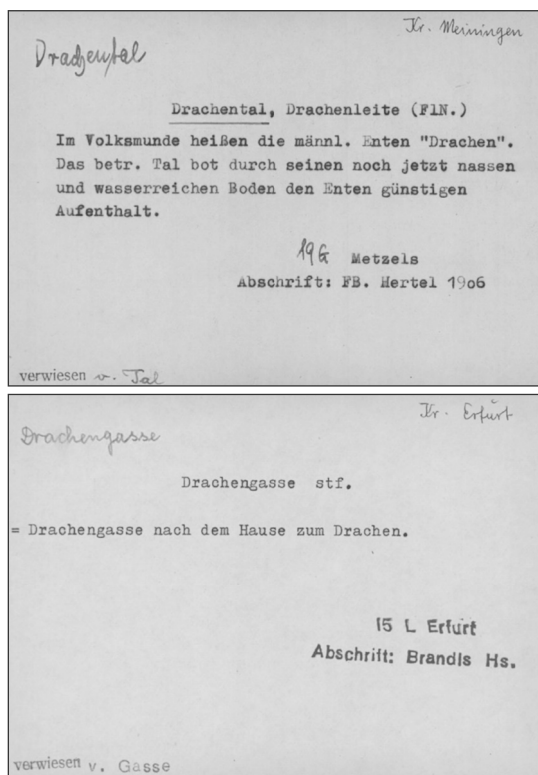 Kr. Meiningen
Drachental
Drachental, Drachenleite (FlN.)
Im Volksmunde heißen die männl. Enten "Drachen".
Das betr. Tal bot durch seinen noch jetzt nassen
und wasserreichen Boden den Enten günstigen
Aufenthalt.
19G Metzels
Abschrift: FB. Hertel 1906
verwiesen v. Tal
Kr. Erfurt
Drachengasse
Drachengasse stf.
= Drachengasse nach dem Hause zum Drachen.
15 L Erfurt
Abschrift: Brandis Hs.
verwiesen v. Gasse